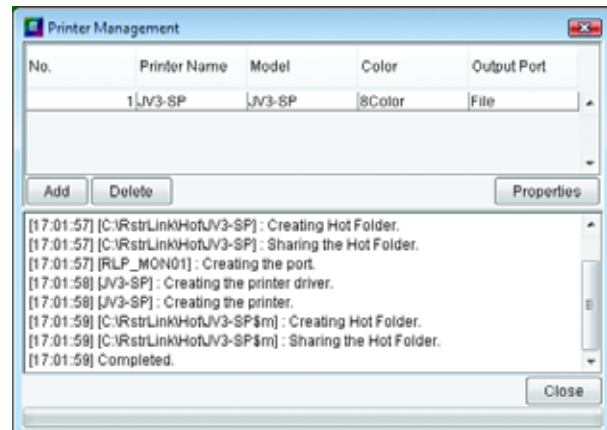 Printer Management
No. Printer Name Model Color Output Port
1 JV3-SP JV3-SP 8Color File
Add Delete Properties
[17:01:57] [C:\RstrLink\Hot\JV3-SP] : Creating Hot Folder.
[17:01:57] [C:\RstrLink\Hot\JV3-SP] : Sharing the Hot Folder.
[17:01:57] [RLP_MON01] : Creating the port.
[17:01:58] [JV3-SP] : Creating the printer driver.
[17:01:58] [JV3-SP] : Creating the printer.
[17:01:59] [C:\RstrLink\Hot\JV3-SP$m] : Creating Hot Folder.
[17:01:59] [C:\RstrLink\Hot\JV3-SP$m] : Sharing the Hot Folder.
[17:01:59] Completed.
Close